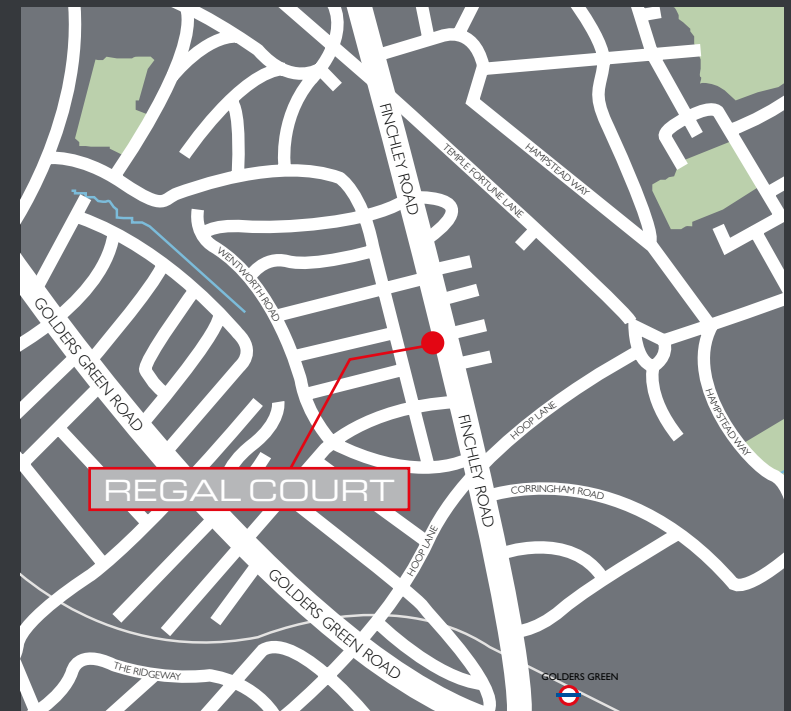 FINCHLEY ROAD
TEMPLE FORTUNE LANE
HAMPSTEAD WAY
WENTWORTH ROAD
GOLDERS GREEN ROAD
HAMPSTEAD WAY
HOOP LANE
FINCHLEY ROAD
REGAL COURT
CORRINGHAM ROAD
HOOP LANE
GOLDERS GREEN ROAD
THE RIDGEWAY
GOLDERS GREEN